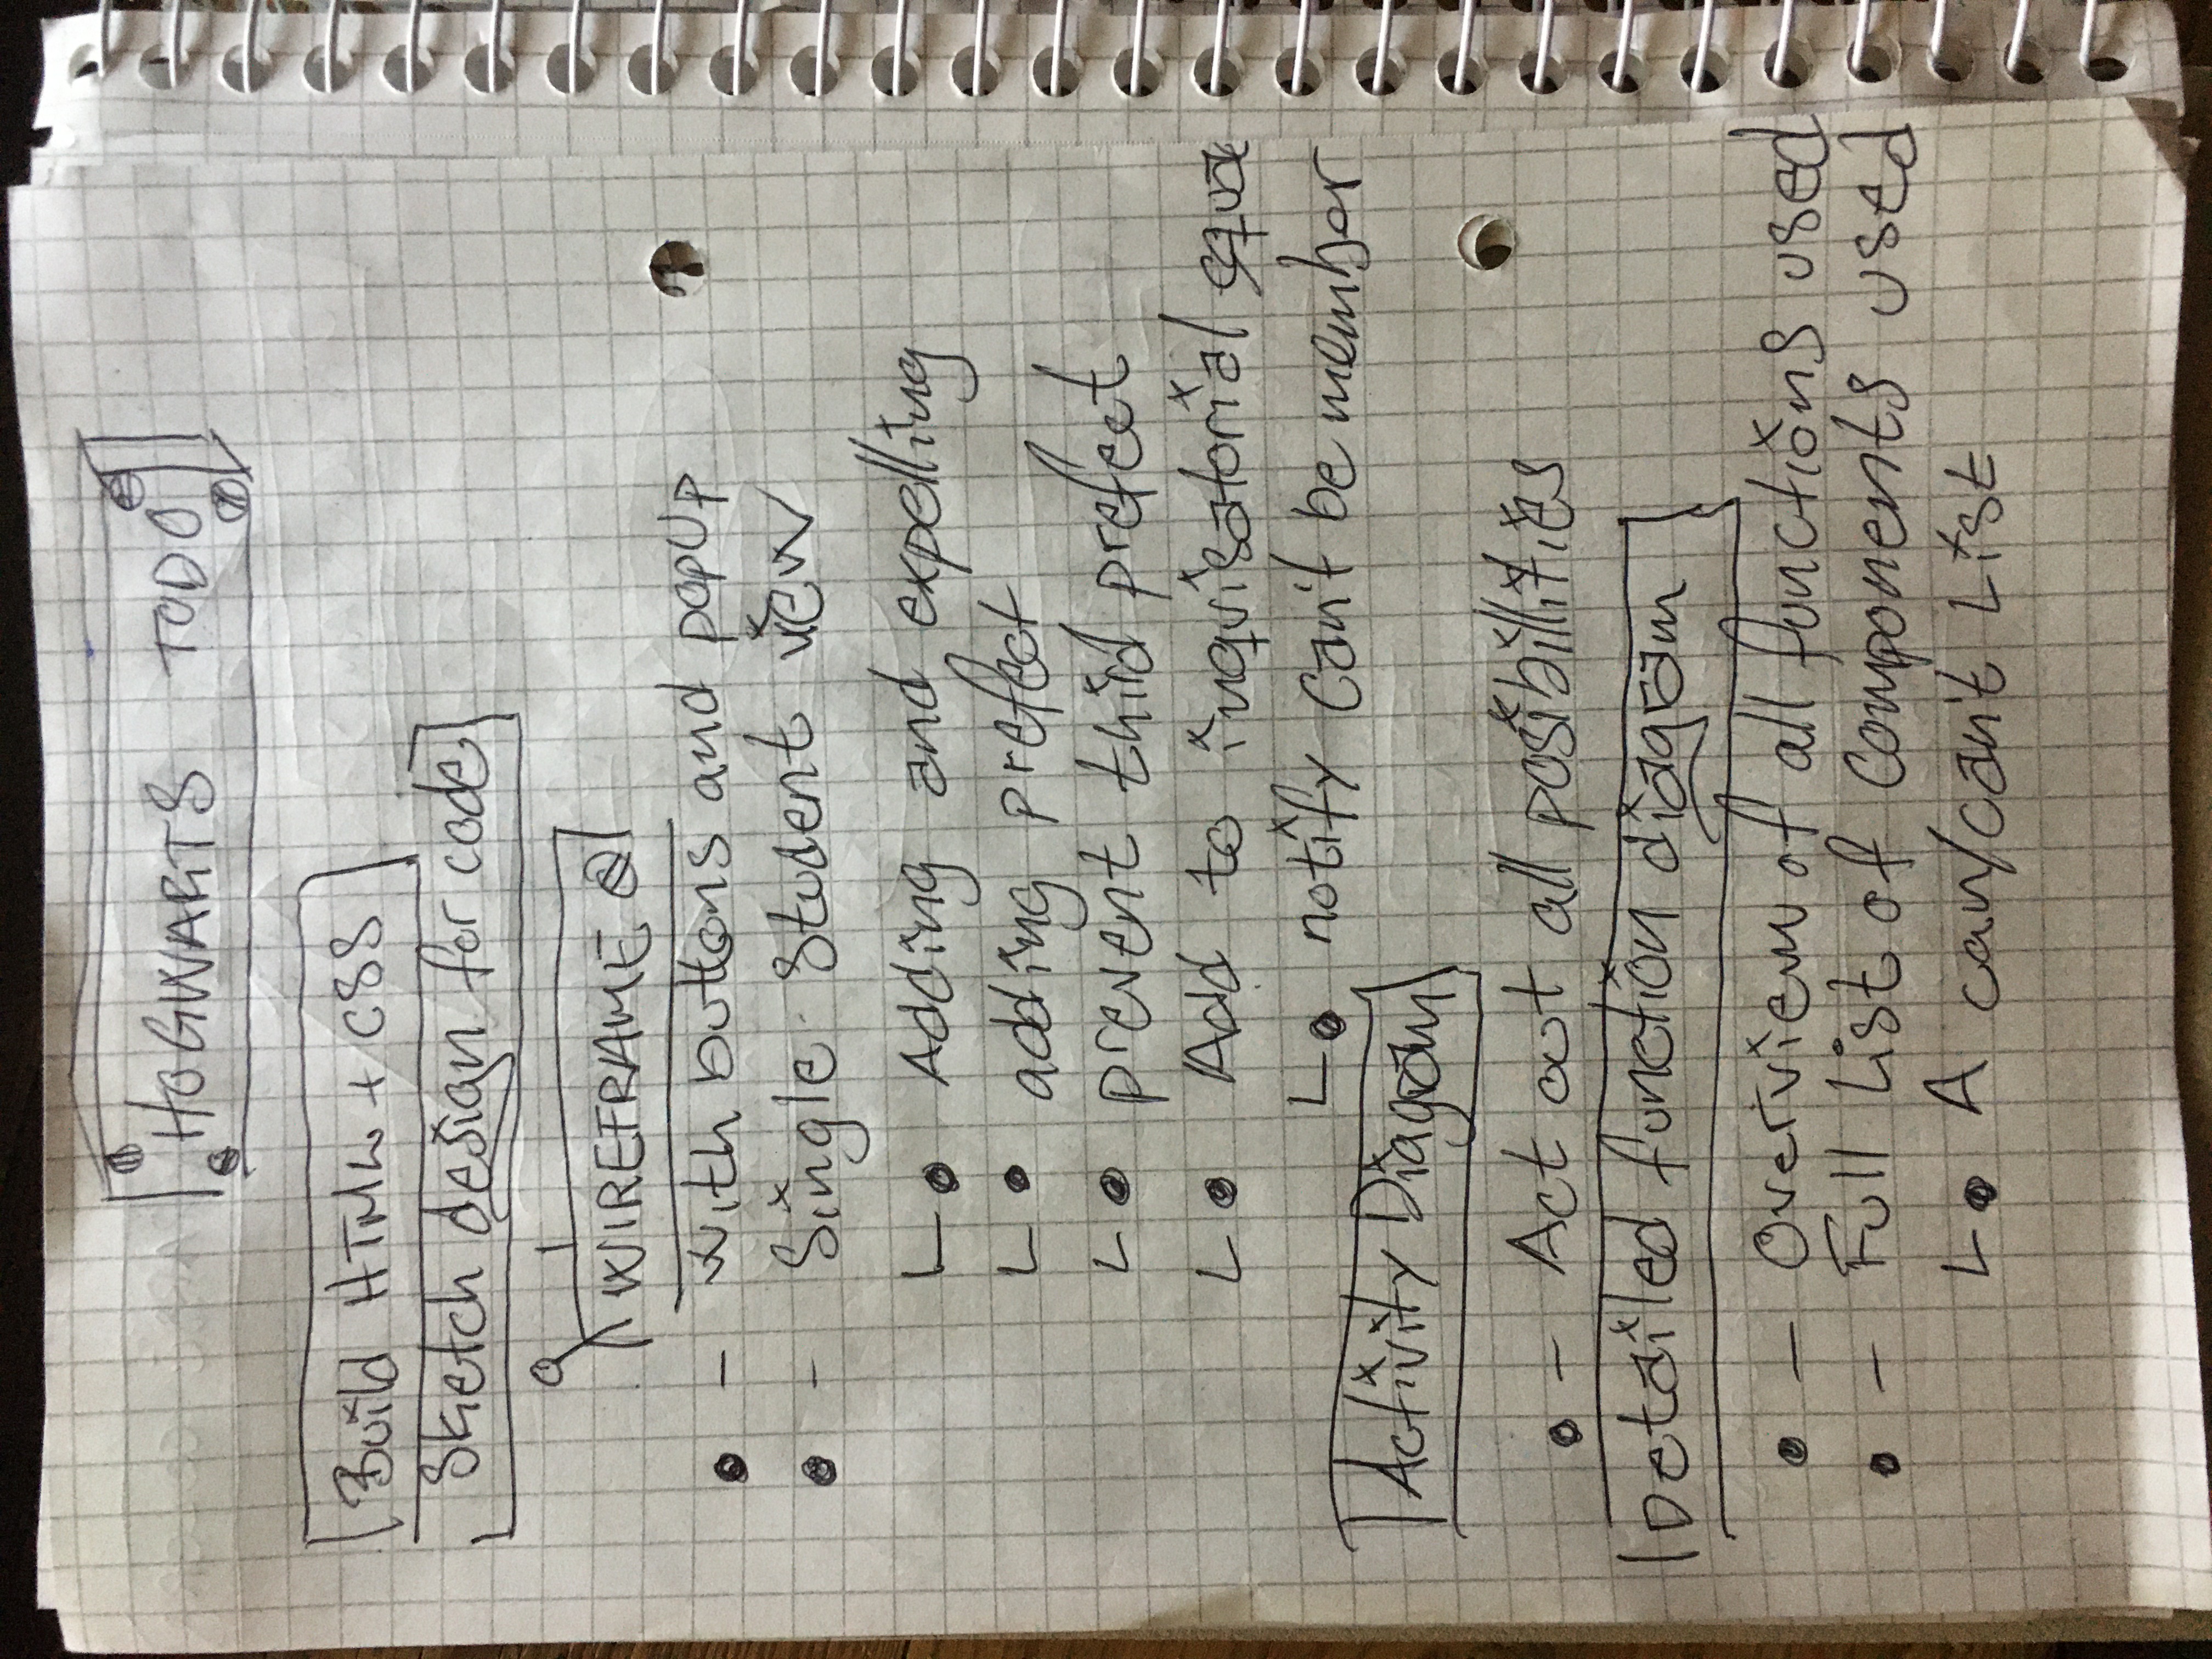 HOGWARTS TODO
Build HTML + CSS
Sketch design for code
WIREFRAME
- with buttons and popUp
- Single Student view
L • Adding and expelling
L • adding prefect
L • prevent third prefect
L • Add to inquisatorial squa
L • notify can't be member
Activity Diagram
- Act out all posibillities
Detailed function diagram
- Overview of all functions used
- Full List of components used
L • A can/can't List